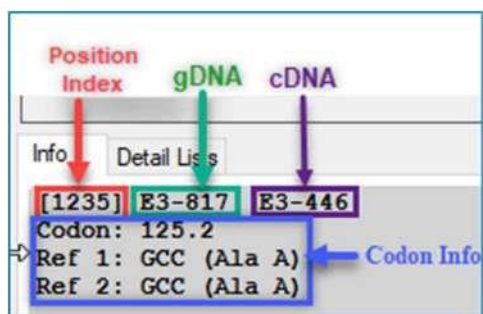 Position
Index
gDNA cDNA
Info Detail Lists
[1235] E3-817 E3-446
Codon: 125.2
Ref 1: GCC (Ala A)
Ref 2: GCC (Ala A)
Codon Info